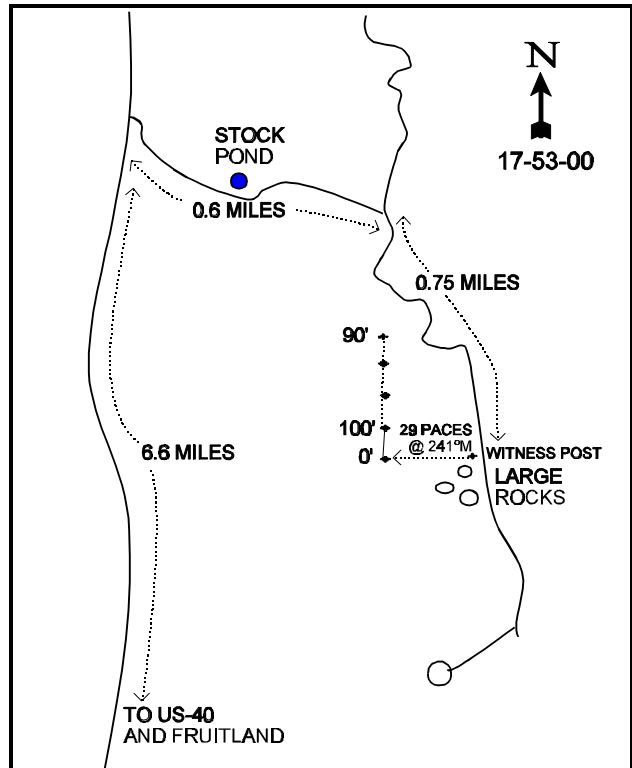 N
17-53-00
STOCK
POND
0.6 MILES
0.75 MILES
90'
100'
29 PACES
@ 241ºM
0'
WITNESS POST
LARGE
ROCKS
6.6 MILES
TO US-40
AND FRUITLAND